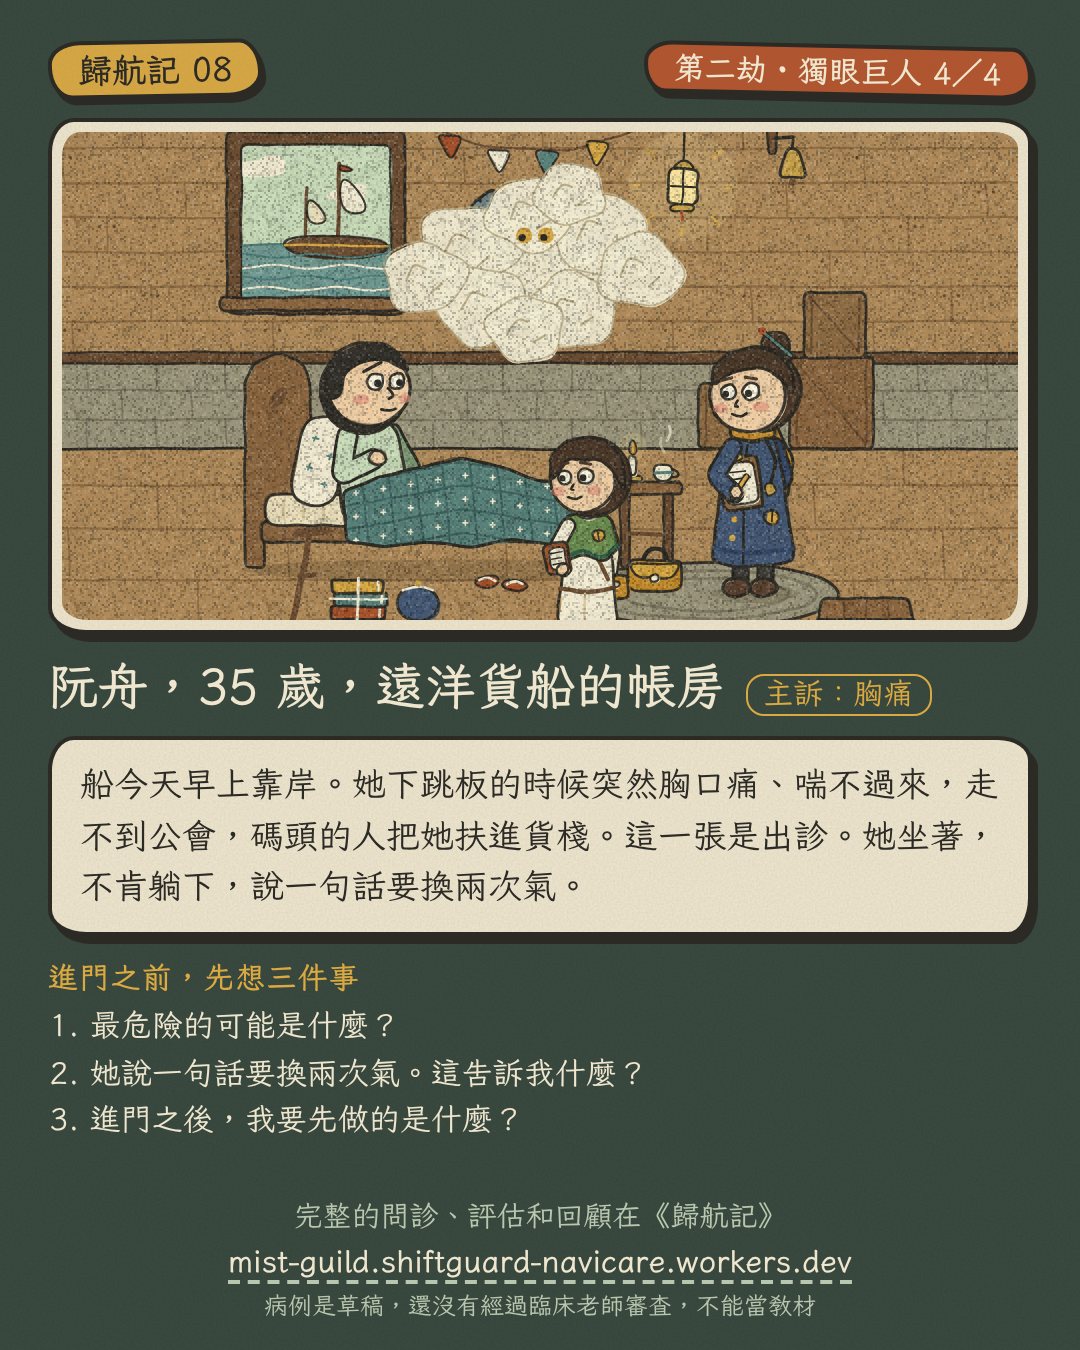 歸航記 08
第二劫・獨眼巨人 4／4
阮舟，35 歲，遠洋貨船的帳房
主訴：胸痛
船今天早上靠岸。她下跳板的時候突然胸口痛、喘不過來，走
不到公會，碼頭的人把她扶進貨棧。這一張是出診。她坐著，
不肯躺下，說一句話要換兩次氣。
進門之前，先想三件事
1. 最危險的可能是什麼？
2. 她說一句話要換兩次氣。這告訴我什麼？
3. 進門之後，我要先做的是什麼？
完整的問診、評估和回顧在《歸航記》
mist-guild.shiftguard-navicare.workers.dev
病例是草稿，還沒有經過臨床老師審查，不能當教材